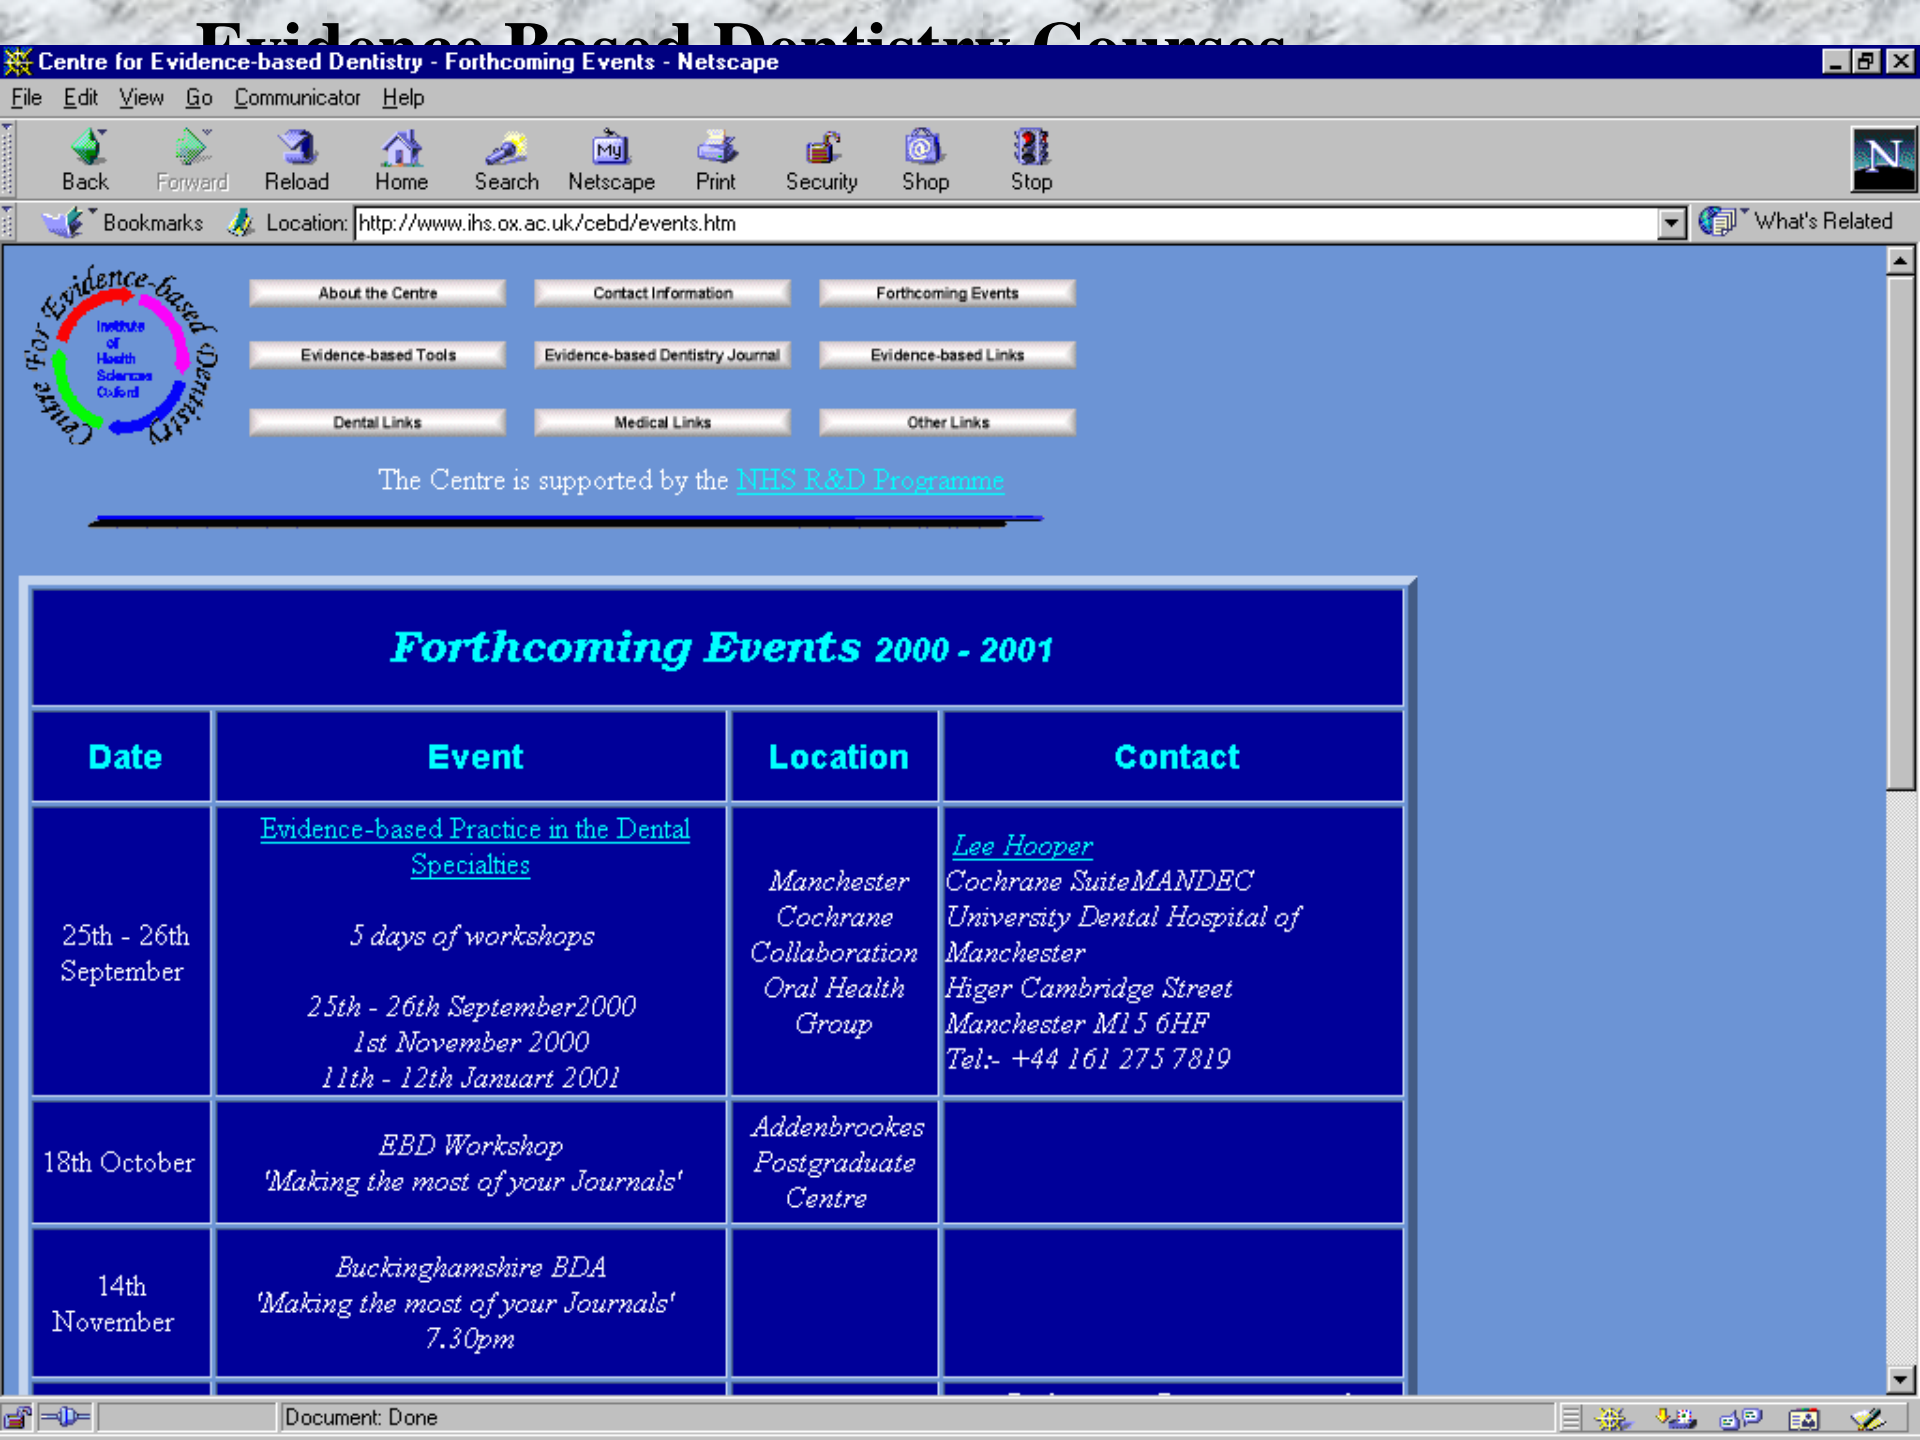 Evidence Based Dentistry Courses
Centre for Evidence-based Dentistry - Forthcoming Events - Netscape
File Edit View Go Communicator Help
Back Forward Reload Home Search Netscape Print Security Shop Stop
My
N
Bookmarks Location: http://www.ihs.ox.ac.uk/cebd/events.htm What's Related
Centre For Evidence-based Dentistry
Institute
of
Health
Sciences
Oxford
About the Centre Contact Information Forthcoming Events
Evidence-based Tools Evidence-based Dentistry Journal Evidence-based Links
Dental Links Medical Links Other Links
The Centre is supported by the NHS R&D Programme
Forthcoming Events 2000 - 2001
Date Event Location Contact
25th - 26th
September
Evidence-based Practice in the Dental
Specialties
5 days of workshops
25th - 26th September2000
1st November 2000
11th - 12th Januart 2001
Manchester
Cochrane
Collaboration
Oral Health
Group
Lee Hooper
Cochrane SuiteMANDEC
University Dental Hospital of
Manchester
Higer Cambridge Street
Manchester M15 6HF
Tel:- +44 161 275 7819
18th October
EBD Workshop
'Making the most of your Journals'
Addenbrookes
Postgraduate
Centre
14th
November
Buckinghamshire BDA
'Making the most of your Journals'
7.30pm
Document: Done